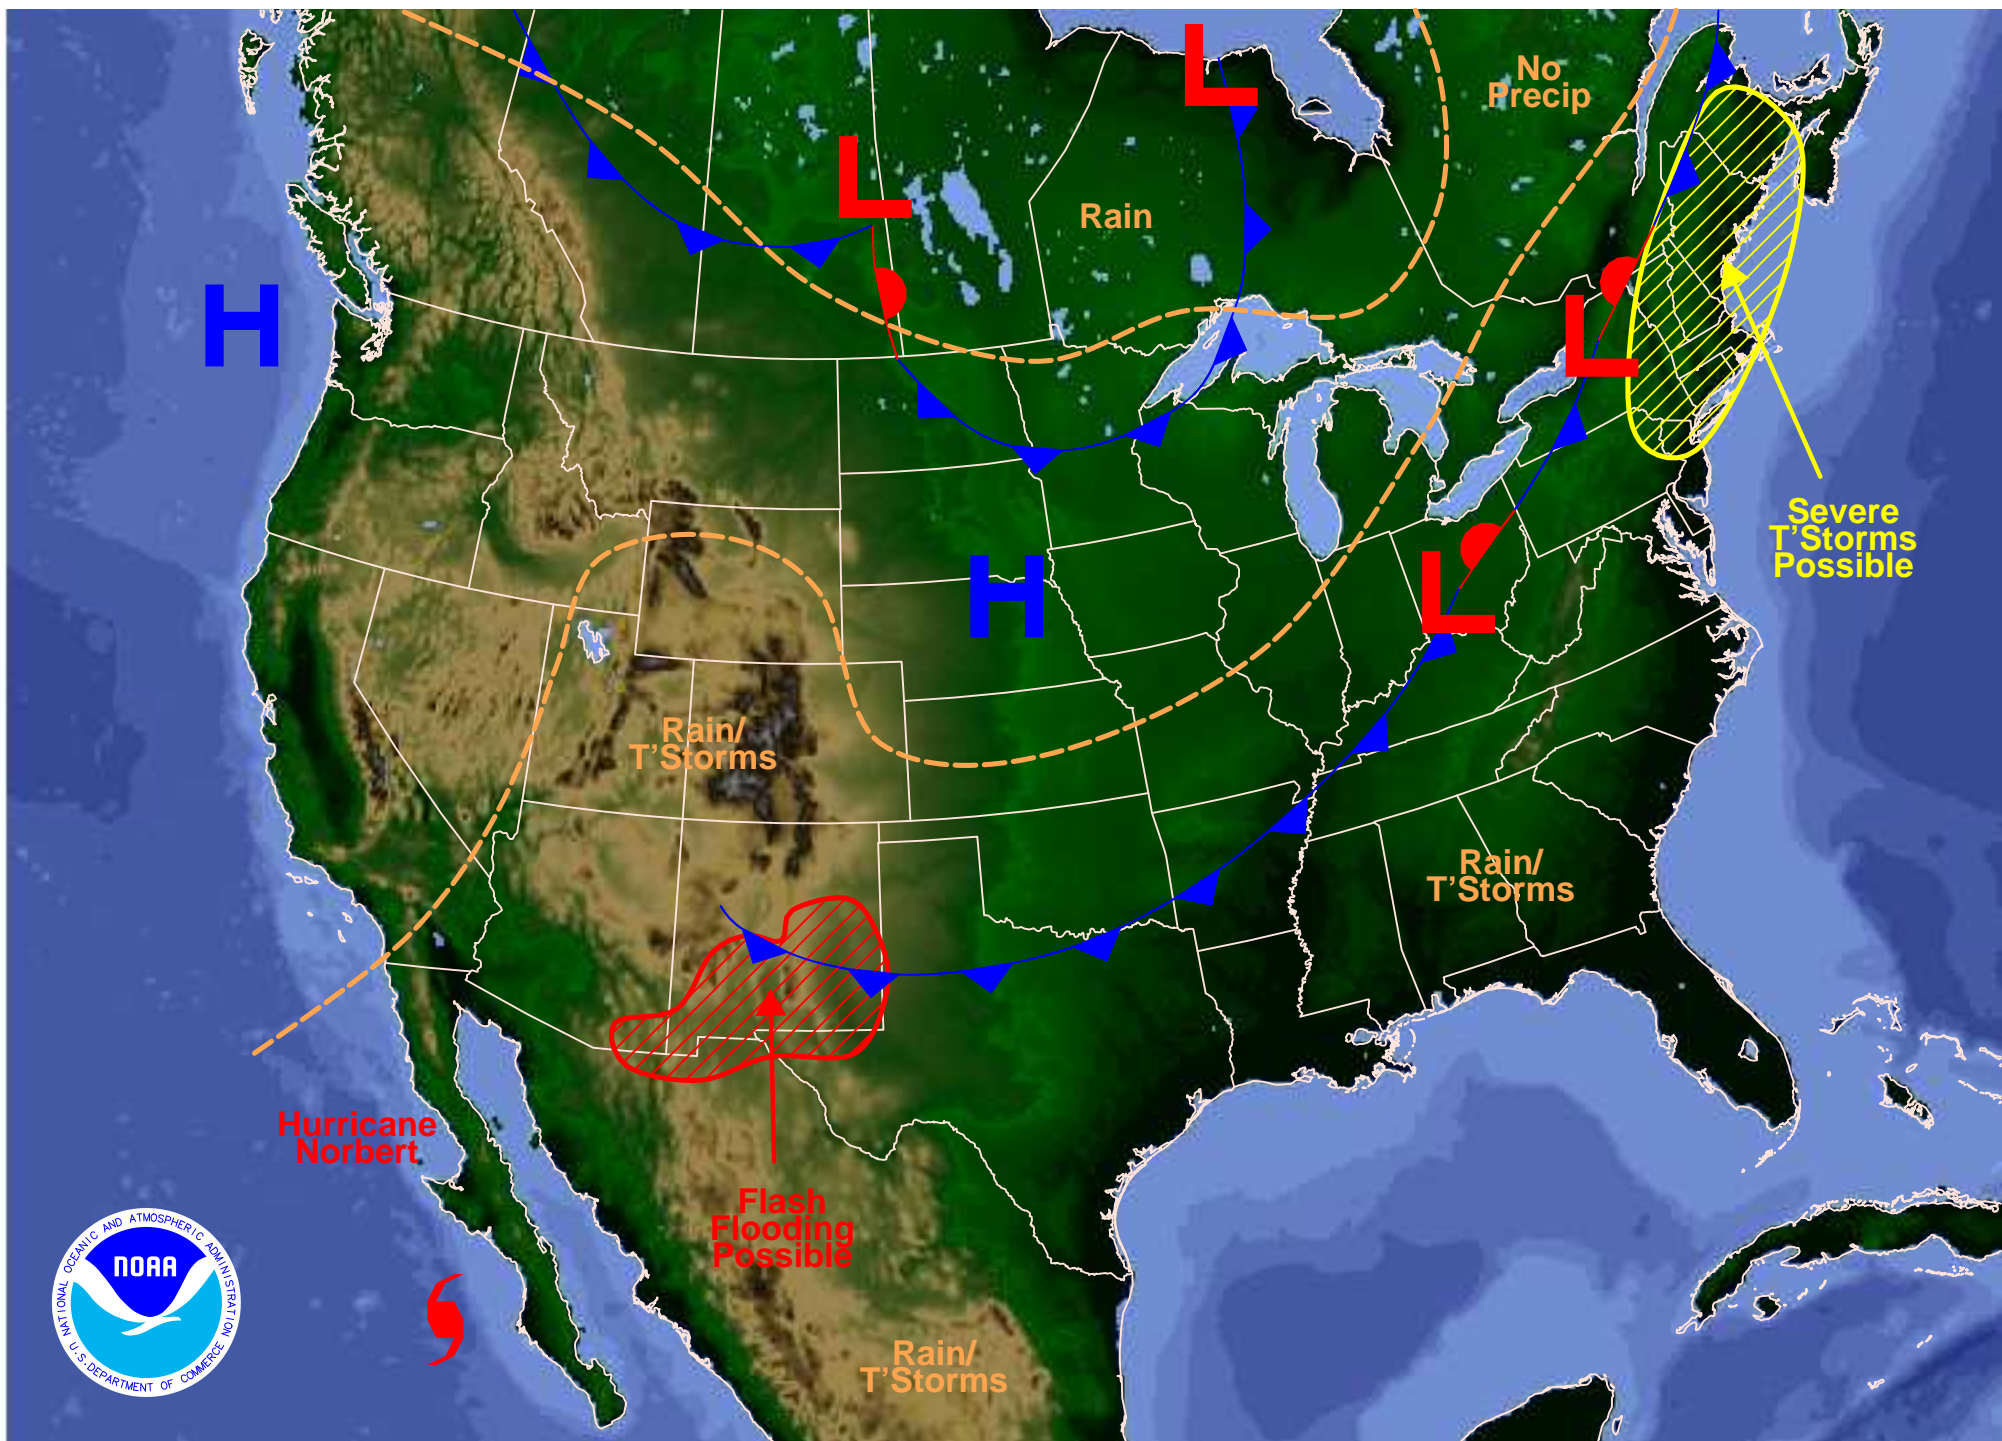 No
Precip
L
L
Rain
H
L
Severe
T'Storms
Possible
H
L
Rain/
T'Storms
Rain/
T'Storms
Hurricane
Norbert
Flash
Flooding
Possible
Rain/
T'Storms
NATIONAL OCEANIC AND ATMOSPHERIC ADMINISTRATION
NOAA
U.S. DEPARTMENT OF COMMERCE